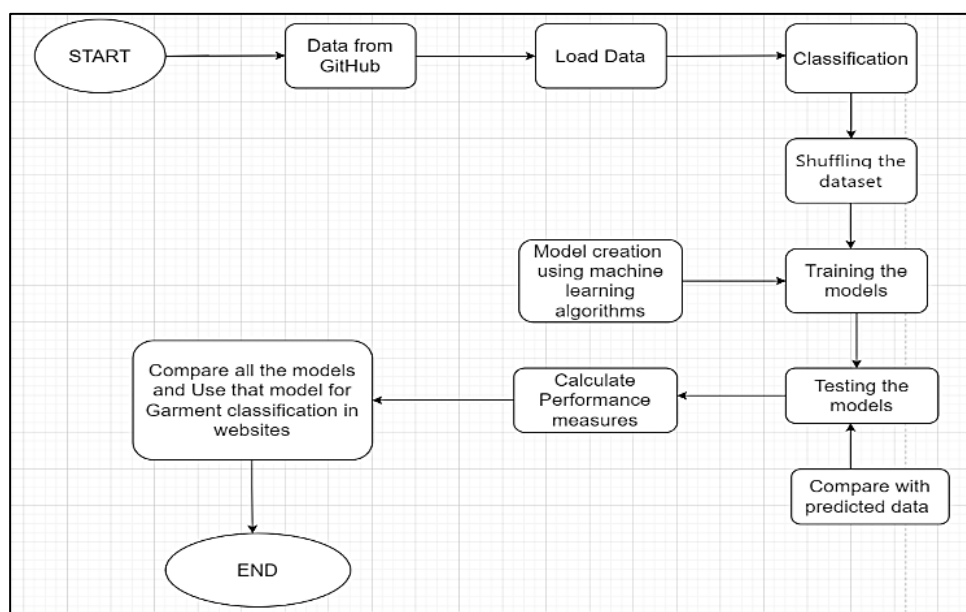 START
Data from
GitHub
Load Data
Classification
Shuffling the
dataset
Model creation
using machine
learning
algorithms
Training the
models
Compare all the models
and Use that model for
Garment classification in
websites
Calculate
Performance
measures
Testing the
models
Compare with
predicted data
END